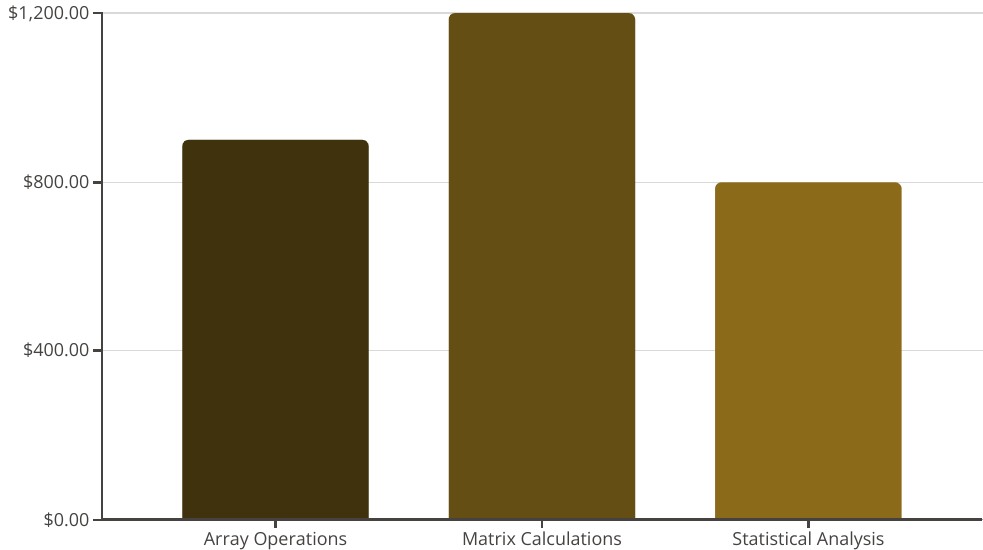 $1,200.00
$800.00
$400.00
$0.00
Array Operations
Matrix Calculations
Statistical Analysis